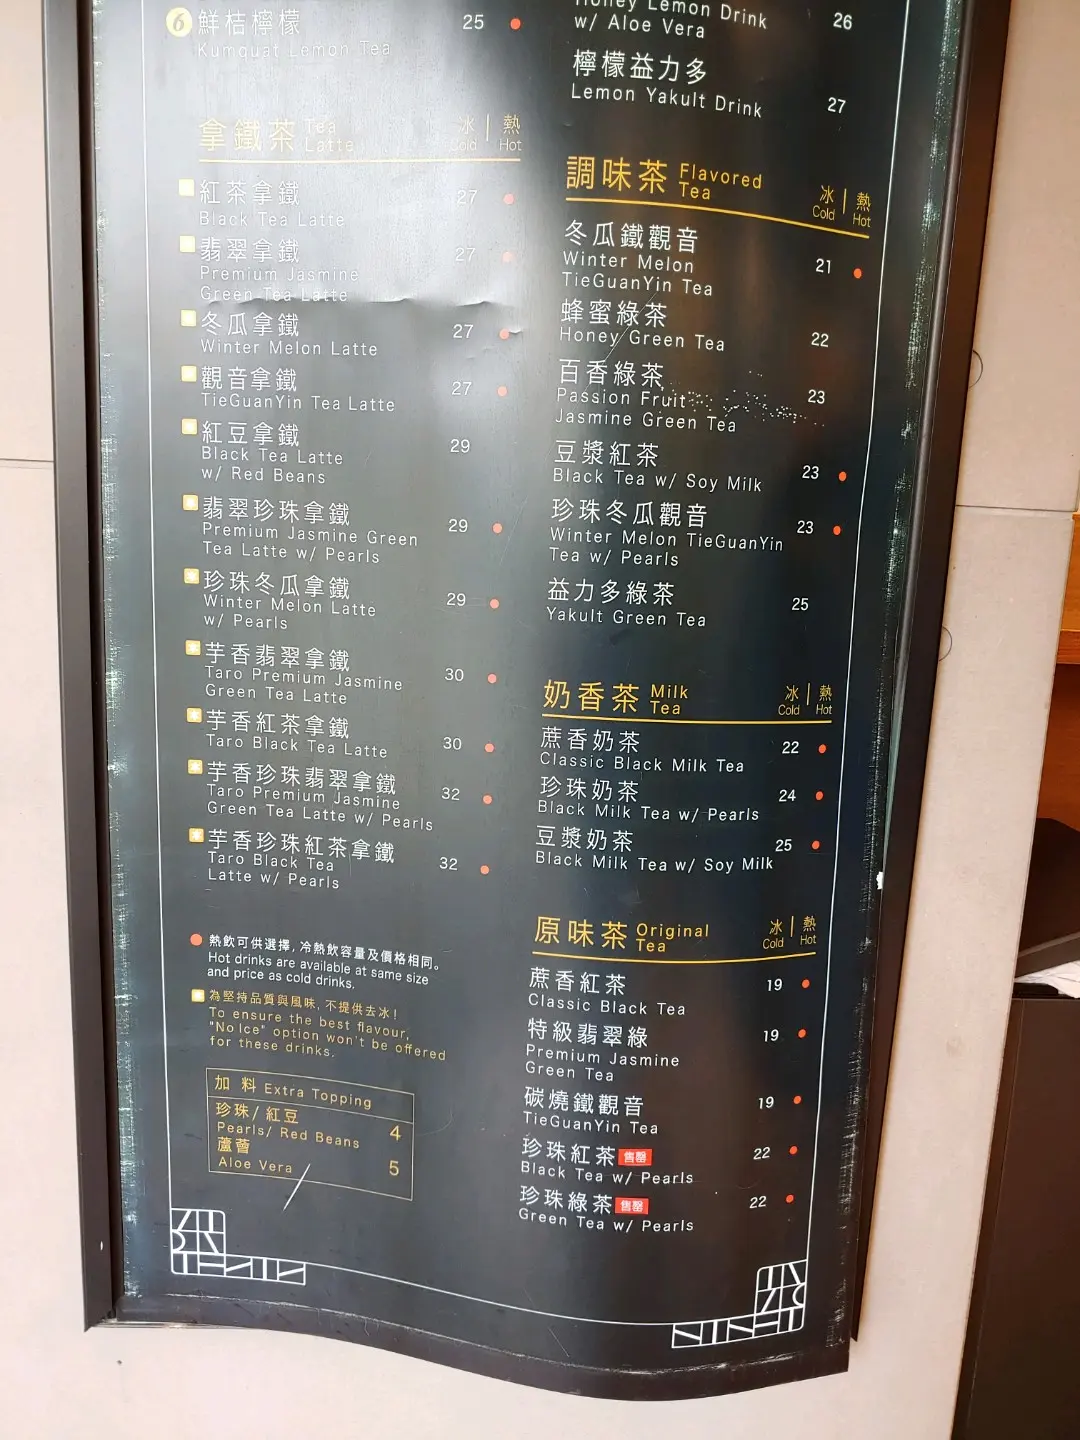 6 鮮桔檸檬 25
Kumquat Lemon Tea
拿鐵茶 Tea Latte 冰 Cold | 熱 Hot
紅茶拿鐵 27
Black Tea Latte
翡翠拿鐵 27
Premium Jasmine
Green Tea Latte
冬瓜拿鐵 27
Winter Melon Latte
觀音拿鐵 27
TieGuanYin Tea Latte
紅豆拿鐵 29
Black Tea Latte
w/ Red Beans
翡翠珍珠拿鐵 29
Premium Jasmine Green
Tea Latte w/ Pearls
珍珠冬瓜拿鐵 29
Winter Melon Latte
w/ Pearls
芋香翡翠拿鐵 30
Taro Premium Jasmine
Green Tea Latte
芋香紅茶拿鐵 30
Taro Black Tea Latte
芋香珍珠翡翠拿鐵 32
Taro Premium Jasmine
Green Tea Latte w/ Pearls
芋香珍珠紅茶拿鐵 32
Taro Black Tea
Latte w/ Pearls
熱飲可供選擇, 冷熱飲容量及價格相同。
Hot drinks are available at same size
and price as cold drinks.
為堅持品質與風味, 不提供去冰!
To ensure the best flavour,
"No Ice" option won't be offered
for these drinks.
加料 Extra Topping
珍珠/ 紅豆
Pearls/ Red Beans 4
蘆薈
Aloe Vera 5
Honey Lemon Drink
w/ Aloe Vera 26
檸檬益力多
Lemon Yakult Drink 27
調味茶 Flavored Tea 冰 Cold | 熱 Hot
冬瓜鐵觀音
Winter Melon 21
TieGuanYin Tea
蜂蜜綠茶
Honey Green Tea 22
百香綠茶
Passion Fruit 23
Jasmine Green Tea
豆漿紅茶
Black Tea w/ Soy Milk 23
珍珠冬瓜觀音 23
Winter Melon TieGuanYin
Tea w/ Pearls
益力多綠茶 25
Yakult Green Tea
奶香茶 Milk Tea 冰 Cold | 熱 Hot
蔗香奶茶 22
Classic Black Milk Tea
珍珠奶茶 24
Black Milk Tea w/ Pearls
豆漿奶茶 25
Black Milk Tea w/ Soy Milk
原味茶 Original Tea 冰 Cold | 熱 Hot
蔗香紅茶 19
Classic Black Tea
特級翡翠綠 19
Premium Jasmine
Green Tea
碳燒鐵觀音 19
TieGuanYin Tea
珍珠紅茶 售罄 22
Black Tea w/ Pearls
珍珠綠茶 售罄 22
Green Tea w/ Pearls